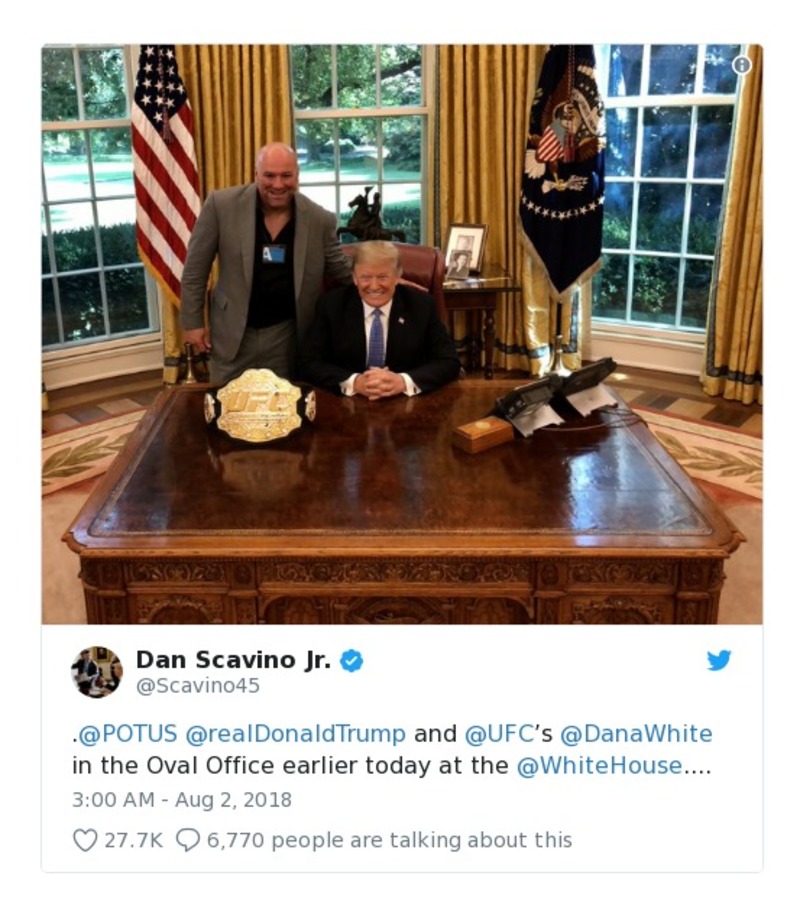 UFC
Dan Scavino Jr.
@Scavino45
.@POTUS @realDonaldTrump and @UFC’s @DanaWhite
in the Oval Office earlier today at the @WhiteHouse....
3:00 AM - Aug 2, 2018
27.7K 6,770 people are talking about this